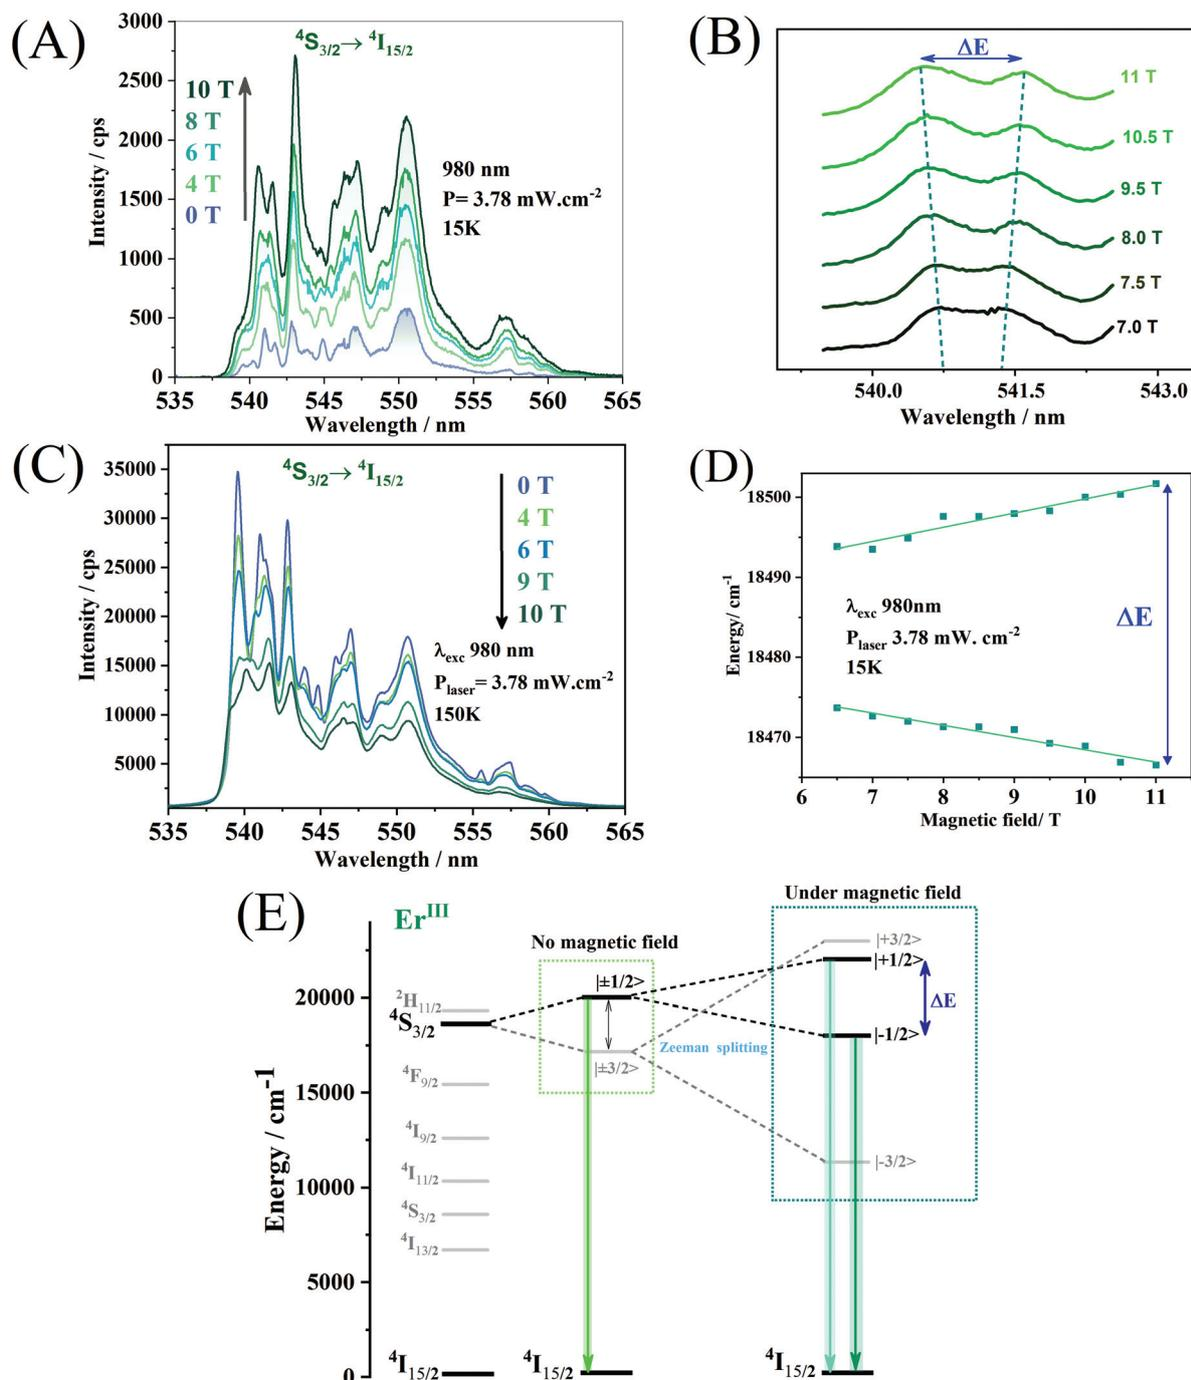 (A)
3000
2500
2000
1500
1000
500
0
Intensity / cps
⁴S₃/₂→ ⁴I₁₅/₂
10 T
8 T
6 T
4 T
0 T
980 nm
P= 3.78 mW.cm⁻²
15K
535 540 545 550 555 560 565
Wavelength / nm
(B)
ΔE
11 T
10.5 T
9.5 T
8.0 T
7.5 T
7.0 T
540.0 541.5 543.0
Wavelength / nm
(C)
35000
30000
25000
20000
15000
10000
5000
Intensity / cps
⁴S₃/₂→ ⁴I₁₅/₂
0 T
4 T
6 T
9 T
10 T
λexc 980 nm
Plaser= 3.78 mW.cm⁻²
150K
535 540 545 550 555 560 565
Wavelength / nm
(D)
18500
18490
18480
18470
Energy/ cm⁻¹
λexc 980nm
Plaser 3.78 mW. cm⁻²
15K
ΔE
6 7 8 9 10 11
Magnetic field/ T
(E)
Erᴵᴵᴵ
Energy / cm⁻¹
20000
15000
10000
5000
0
²H₁₁/₂
⁴S₃/₂
⁴F₉/₂
⁴I₉/₂
⁴I₁₁/₂
⁴S₃/₂
⁴I₁₃/₂
⁴I₁₅/₂
No magnetic field
|±1/2>
|±3/2>
⁴I₁₅/₂
Zeeman splitting
Under magnetic field
|+3/2>
|+1/2>
ΔE
|-1/2>
|-3/2>
⁴I₁₅/₂